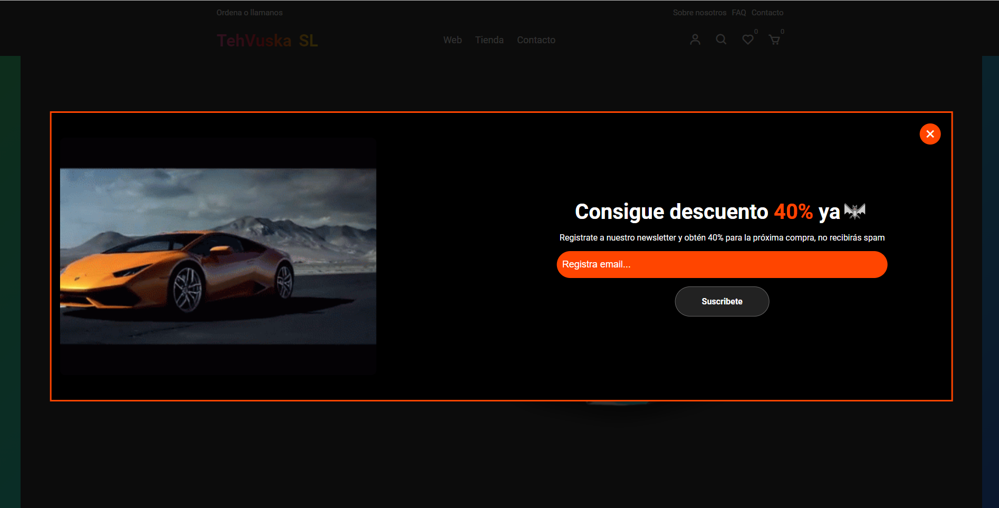 Ordena o llamanos
Sobre nosotros FAQ Contacto
TehVuska SL
Web Tienda Contacto
0
0
Consigue descuento 40% ya
Registrate a nuestro newsletter y obtén 40% para la próxima compra, no recibirás spam
Registra email...
Suscribete